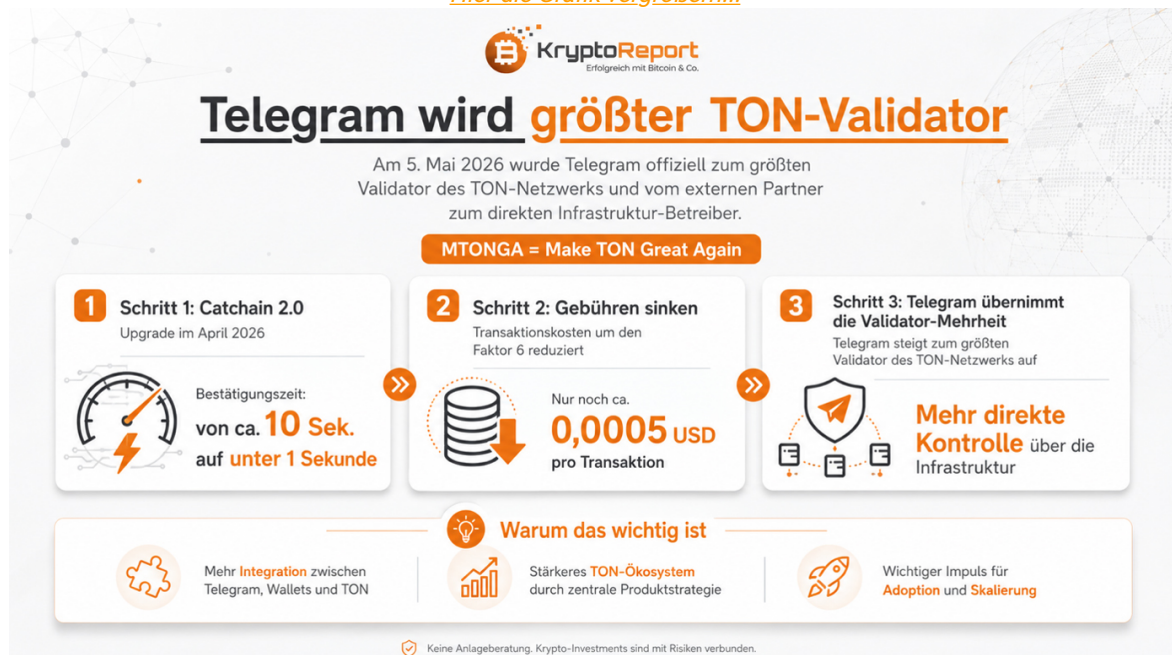 Hier die Grafik vergrößern...
KryptoReport
Erfolgreich mit Bitcoin & Co.
Telegram wird größter TON-Validator
Am 5. Mai 2026 wurde Telegram offiziell zum größten
Validator des TON-Netzwerks und vom externen Partner
zum direkten Infrastruktur-Betreiber.
MTONGA = Make TON Great Again
1
Schritt 1: Catchain 2.0
Upgrade im April 2026
Bestätigungszeit:
von ca. 10 Sek.
auf unter 1 Sekunde
2
Schritt 2: Gebühren sinken
Transaktionskosten um den
Faktor 6 reduziert
Nur noch ca.
0,0005 USD
pro Transaktion
3
Schritt 3: Telegram übernimmt
die Validator-Mehrheit
Telegram steigt zum größten
Validator des TON-Netzwerks auf
Mehr direkte
Kontrolle über die
Infrastruktur
Warum das wichtig ist
Mehr Integration zwischen
Telegram, Wallets und TON
Stärkeres TON-Ökosystem
durch zentrale Produktstrategie
Wichtiger Impuls für
Adoption und Skalierung
Keine Anlageberatung. Krypto-Investments sind mit Risiken verbunden.